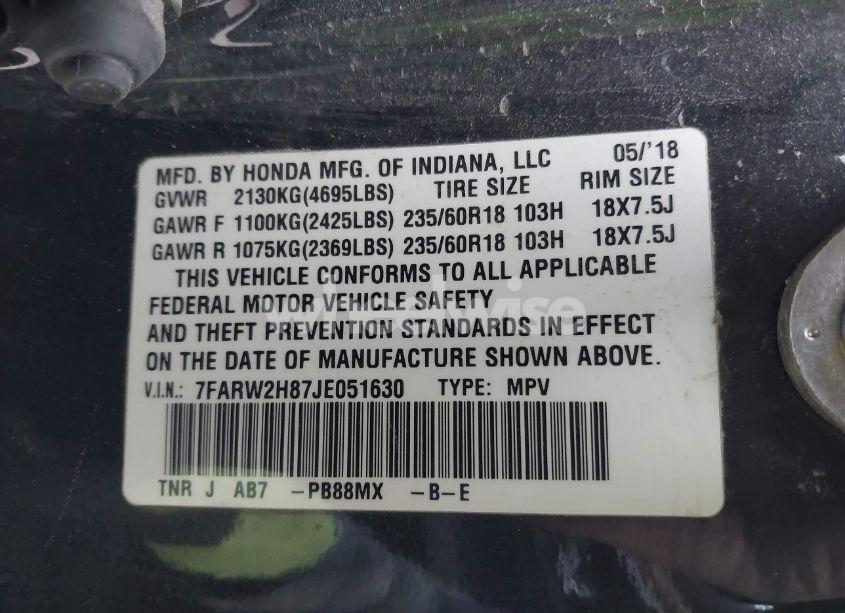 MFD. BY HONDA MFG. OF INDIANA, LLC 05/'18
GVWR 2130KG(4695LBS) TIRE SIZE RIM SIZE
GAWR F 1100KG(2425LBS) 235/60R18 103H 18X7.5J
GAWR R 1075KG(2369LBS) 235/60R18 103H 18X7.5J
THIS VEHICLE CONFORMS TO ALL APPLICABLE
FEDERAL MOTOR VEHICLE SAFETY
AND THEFT PREVENTION STANDARDS IN EFFECT
ON THE DATE OF MANUFACTURE SHOWN ABOVE.
V.I.N.: 7FARW2H87JE051630 TYPE: MPV
TNR J AB7 -PB88MX -B-E